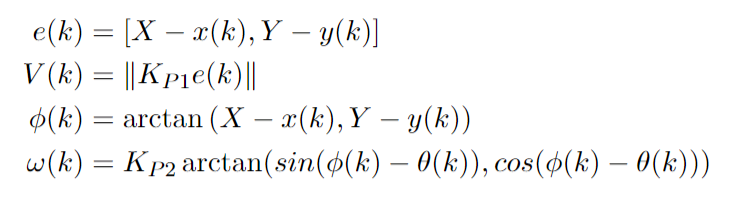 e(k) = [X − x(k), Y − y(k)]
V(k) = ‖K_{P1}e(k)‖
ϕ(k) = arctan (X − x(k), Y − y(k))
ω(k) = K_{P2} arctan(sin(ϕ(k) − θ(k)), cos(ϕ(k) − θ(k)))